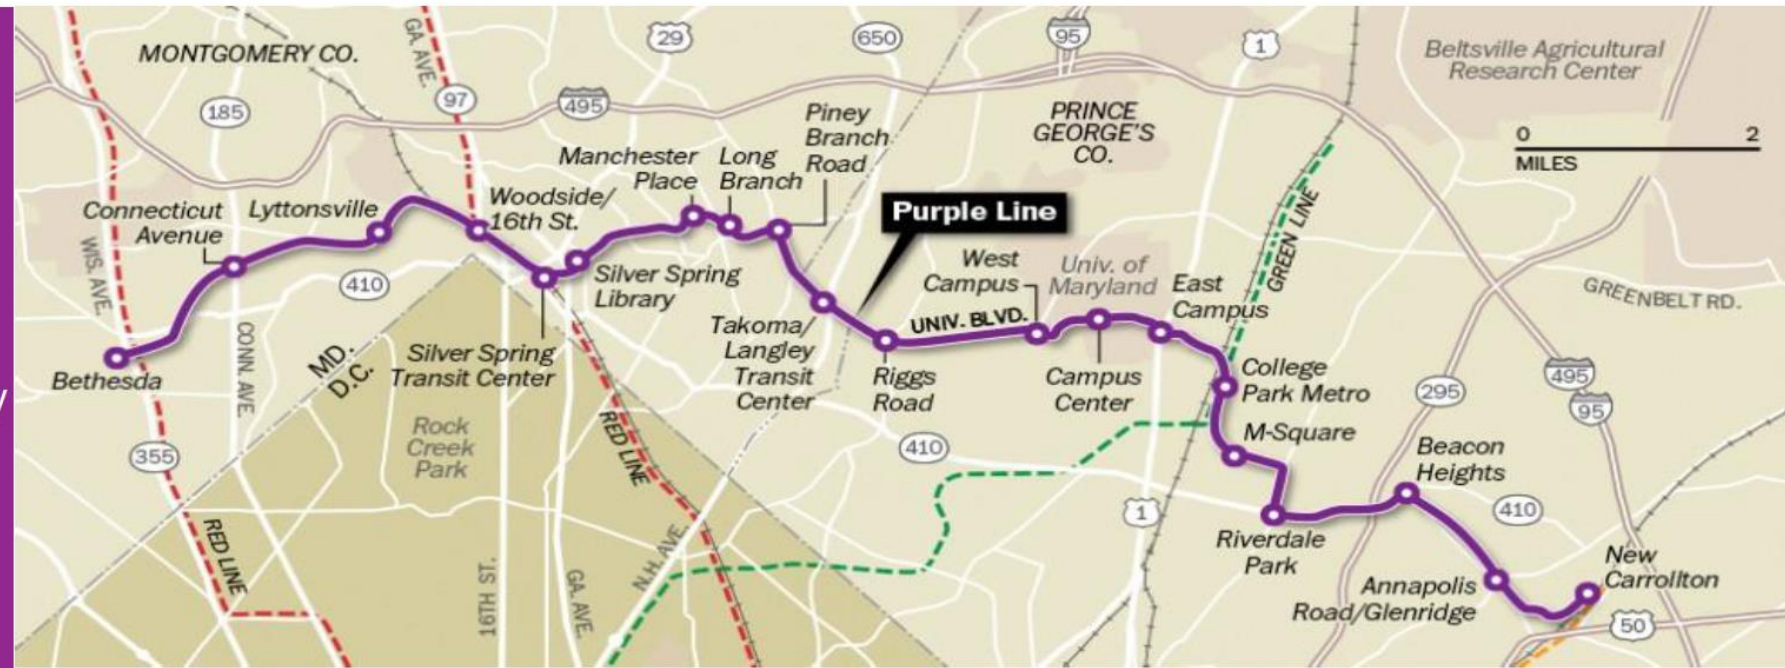 MONTGOMERY CO.
GA. AVE.
29
650
95
1
Beltsville Agricultural
Research Center
185
97
495
Piney
Branch
Road
PRINCE
GEORGE'S
CO.
0 2
MILES
Manchester
Place
Long
Branch
Connecticut
Avenue
Lyttonsville
Woodside/
16th St.
Purple Line
GREEN LINE
WIS. AVE.
410
Silver Spring
Library
West
Campus
Univ. of
Maryland
East
Campus
GREENBELT RD.
UNIV. BLVD.
CONN. AVE.
MD.
D.C.
Bethesda
Silver Spring
Transit Center
Takoma/
Langley
Transit
Center
Riggs
Road
Campus
Center
College
Park Metro
295
495
95
Rock
Creek
Park
RED LINE
355
410
M-Square
Beacon
Heights
410
1
RED LINE
N.H. AVE.
16TH ST.
GA. AVE.
Riverdale
Park
Annapolis
Road/Glenridge
New
Carrollton
50